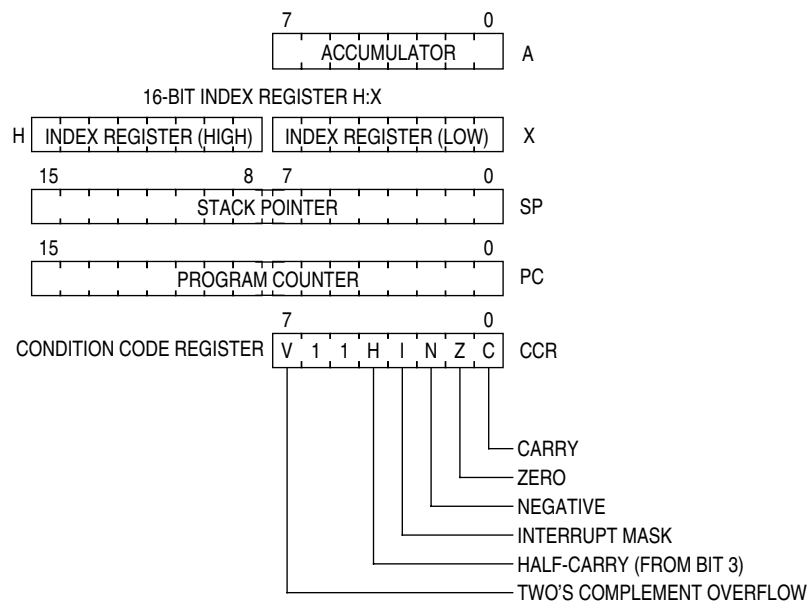 7 0
ACCUMULATOR A
16-BIT INDEX REGISTER H:X
H INDEX REGISTER (HIGH) INDEX REGISTER (LOW) X
15 8 7 0
STACK POINTER SP
15 0
PROGRAM COUNTER PC
7 0
CONDITION CODE REGISTER V 1 1 H I N Z C CCR
CARRY
ZERO
NEGATIVE
INTERRUPT MASK
HALF-CARRY (FROM BIT 3)
TWO'S COMPLEMENT OVERFLOW